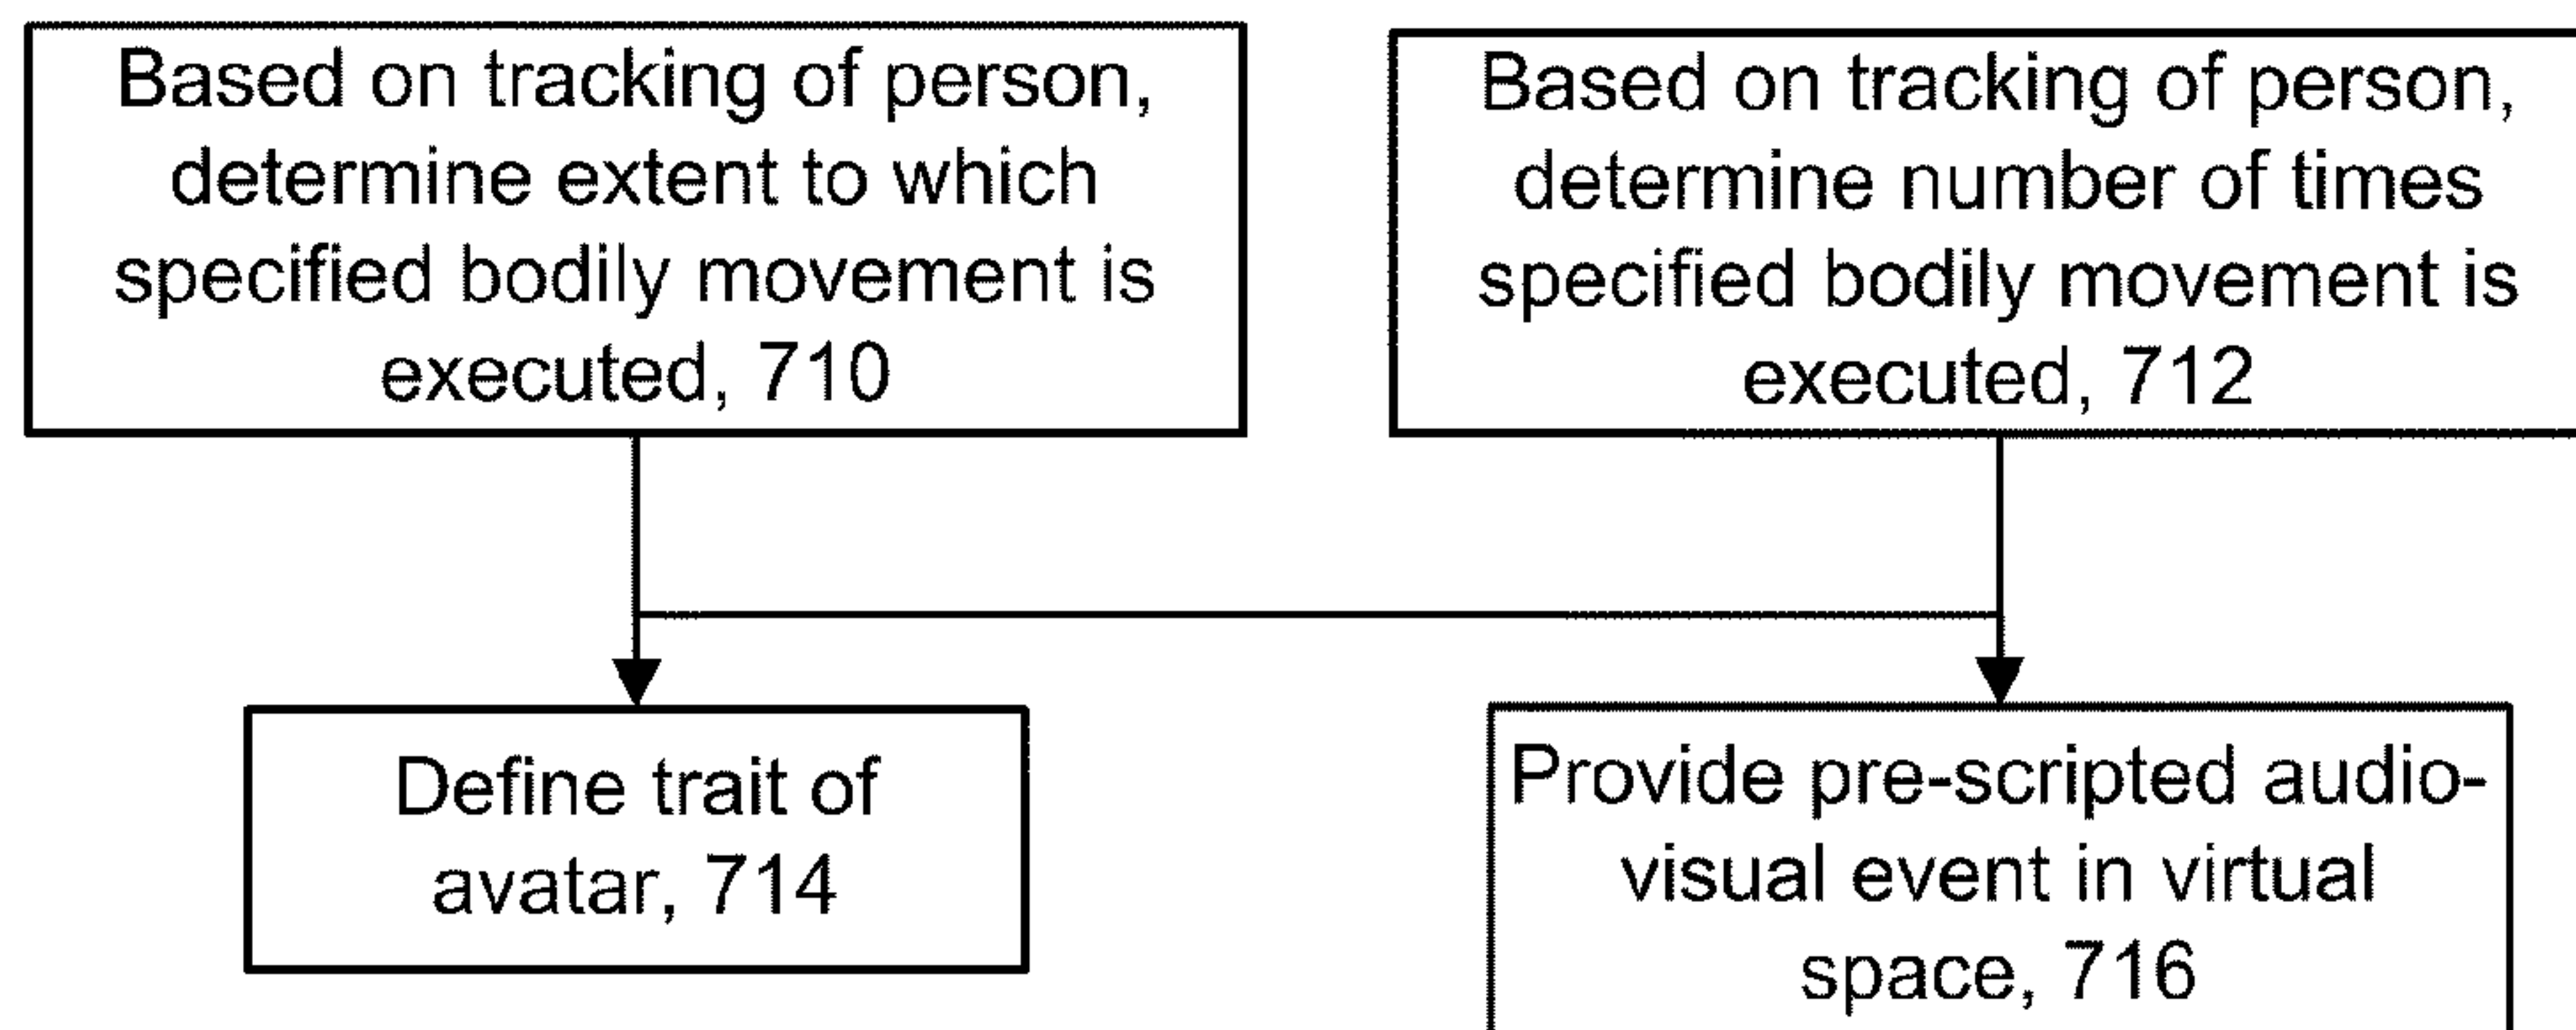 Based on tracking of person,
determine extent to which
specified bodily movement is
executed, 710
Based on tracking of person,
determine number of times
specified bodily movement is
executed, 712
Define trait of
avatar, 714
Provide pre-scripted audio-
visual event in virtual
space, 716